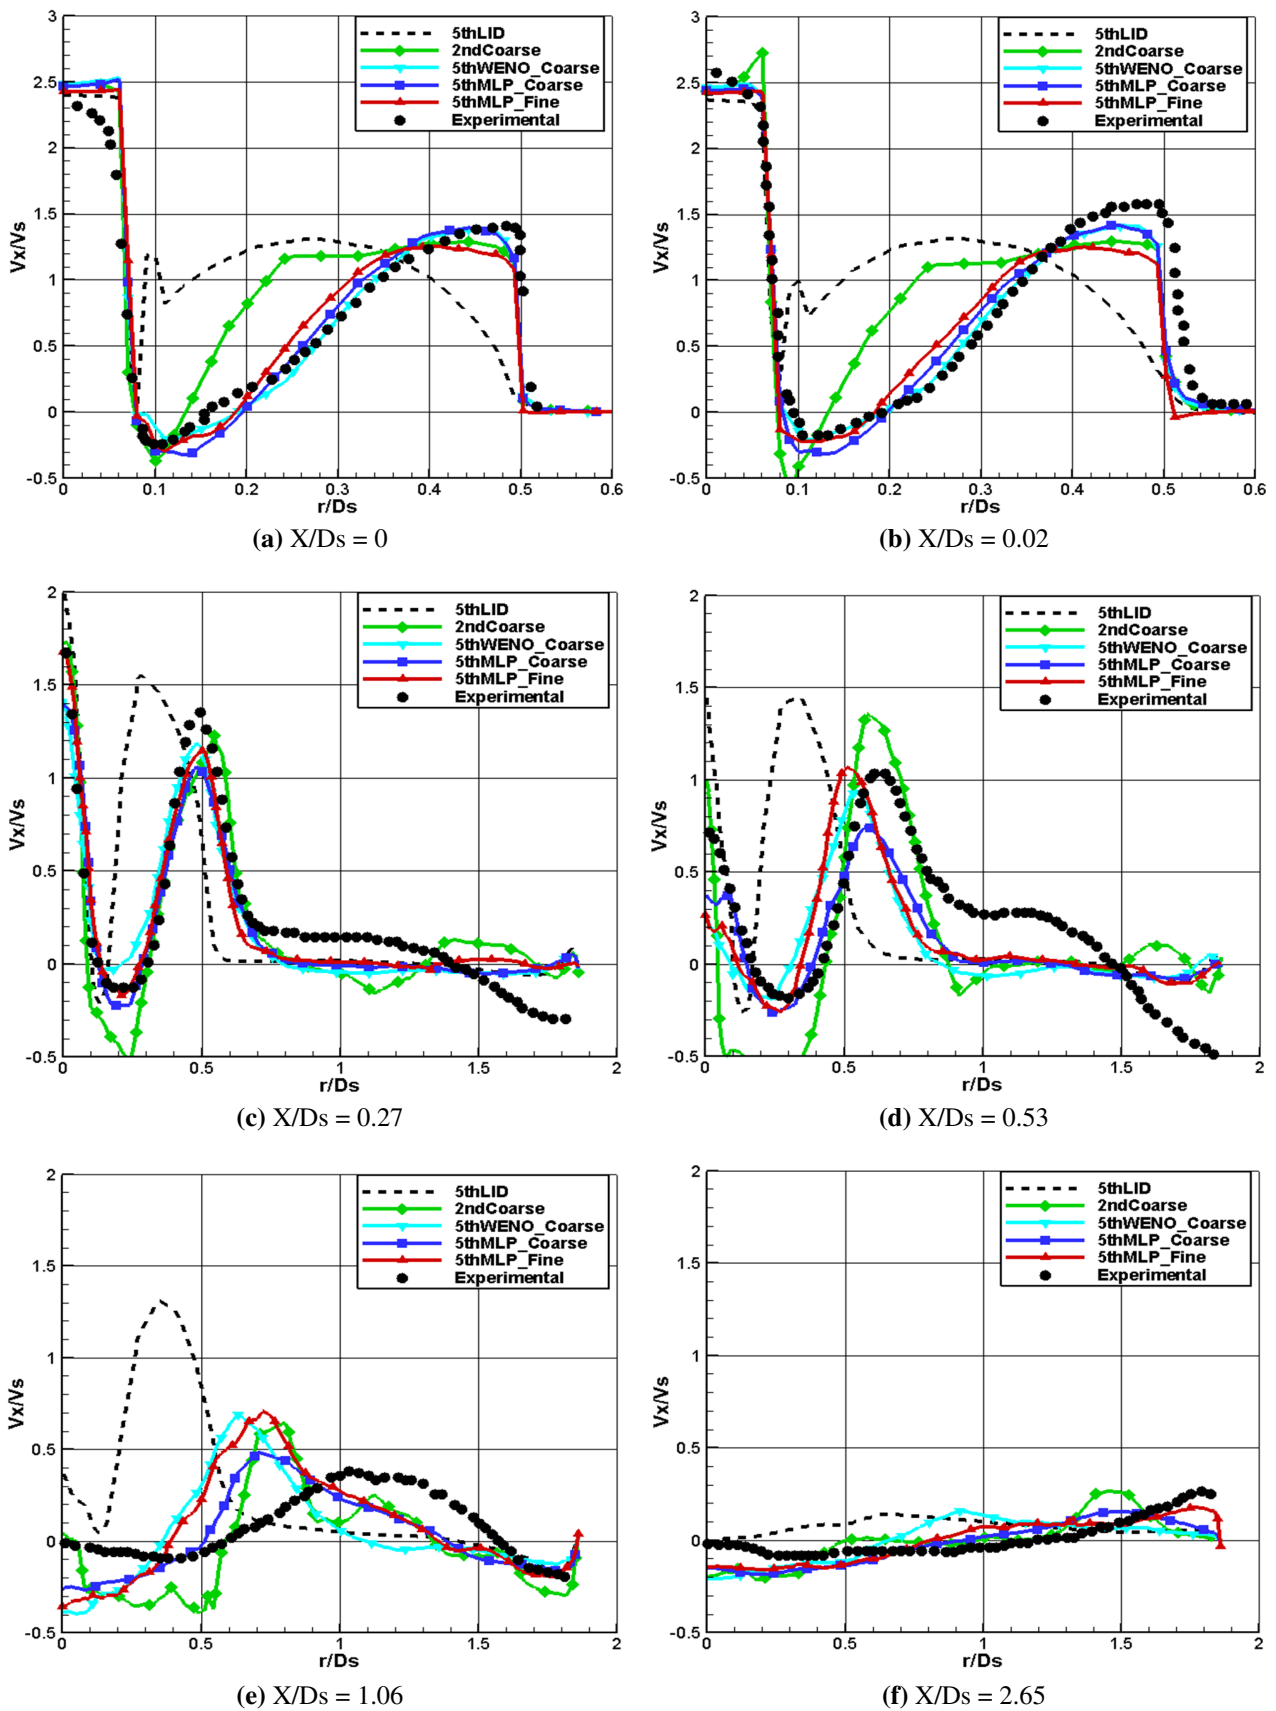 3
2.5
2
1.5
1
0.5
0
-0.5
Vx/Vs
5thLID
2ndCoarse
5thWENO_Coarse
5thMLP_Coarse
5thMLP_Fine
Experimental
0 0.1 0.2 0.3 0.4 0.5 0.6
r/Ds
(a) X/Ds = 0
3
2.5
2
1.5
1
0.5
0
-0.5
Vx/Vs
5thLID
2ndCoarse
5thWENO_Coarse
5thMLP_Coarse
5thMLP_Fine
Experimental
0 0.1 0.2 0.3 0.4 0.5 0.6
r/Ds
(b) X/Ds = 0.02
2
1.5
1
0.5
0
-0.5
Vx/Vs
5thLID
2ndCoarse
5thWENO_Coarse
5thMLP_Coarse
5thMLP_Fine
Experimental
0 0.5 1 1.5 2
r/Ds
(c) X/Ds = 0.27
2
1.5
1
0.5
0
-0.5
Vx/Vs
5thLID
2ndCoarse
5thWENO_Coarse
5thMLP_Coarse
5thMLP_Fine
Experimental
0 0.5 1 1.5 2
r/Ds
(d) X/Ds = 0.53
2
1.5
1
0.5
0
-0.5
Vx/Vs
5thLID
2ndCoarse
5thWENO_Coarse
5thMLP_Coarse
5thMLP_Fine
Experimental
0 0.5 1 1.5 2
r/Ds
(e) X/Ds = 1.06
2
1.5
1
0.5
0
-0.5
Vx/Vs
5thLID
2ndCoarse
5thWENO_Coarse
5thMLP_Coarse
5thMLP_Fine
Experimental
0 0.5 1 1.5 2
r/Ds
(f) X/Ds = 2.65